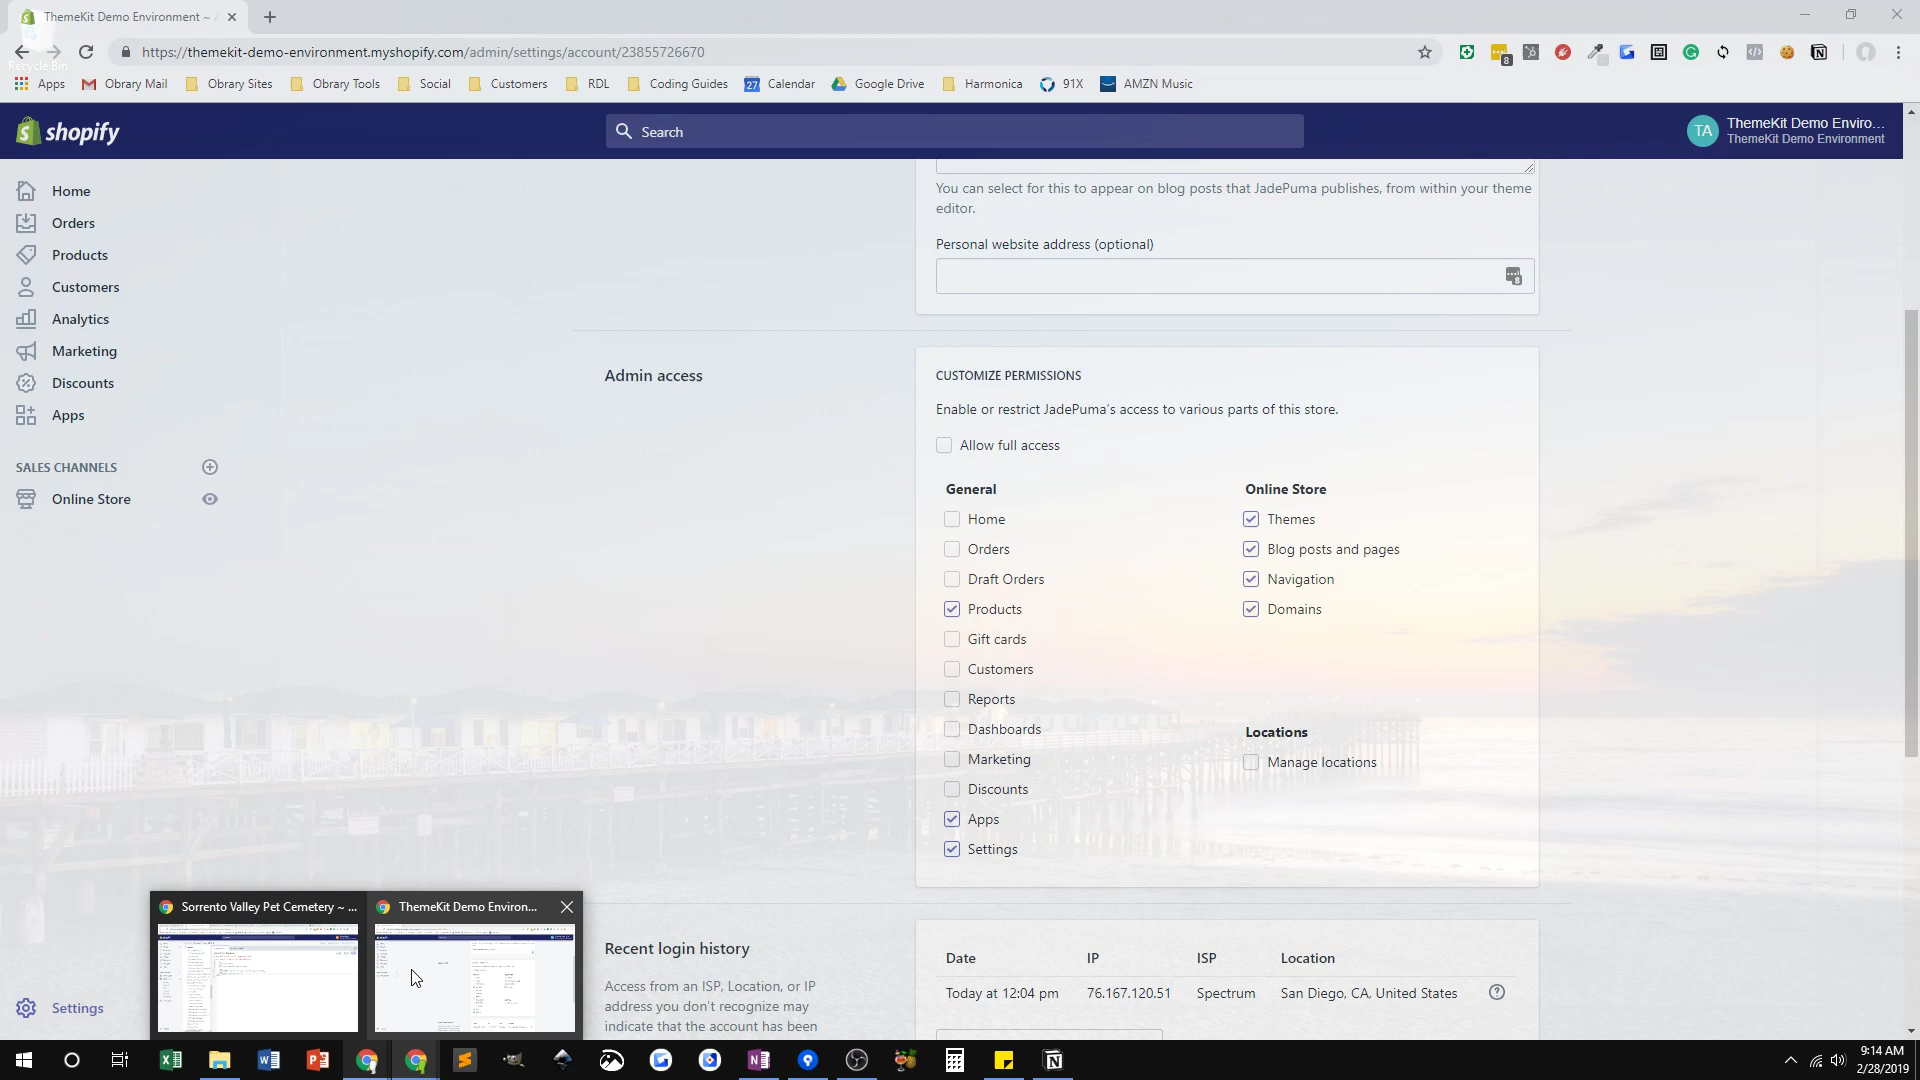 ThemeKit Demo Environment ~
Recycle Bin
https://themekit-demo-environment.myshopify.com/admin/settings/account/23855726670
8
Apps
Obrary Mail
Obrary Sites
Obrary Tools
Social
Customers
RDL
Coding Guides
27
Calendar
Google Drive
Harmonica
91X
AMZN Music
shopify
Search
TA
ThemeKit Demo Enviro...
ThemeKit Demo Environment
Home
Orders
Products
Customers
Analytics
Marketing
Discounts
Apps
SALES CHANNELS
Online Store
Settings
You can select for this to appear on blog posts that JadePuma publishes, from within your theme
editor.
Personal website address (optional)
8
Admin access
CUSTOMIZE PERMISSIONS
Enable or restrict JadePuma's access to various parts of this store.
Allow full access
General
Home
Orders
Draft Orders
Products
Gift cards
Customers
Reports
Dashboards
Marketing
Discounts
Apps
Settings
Online Store
Themes
Blog posts and pages
Navigation
Domains
Locations
Manage locations
Recent login history
Access from an ISP, Location, or IP
address you don't recognize may
indicate that the account has been
Date IP ISP Location
Today at 12:04 pm 76.167.120.51 Spectrum San Diego, CA, United States
Sorrento Valley Pet Cemetery ~ ...
ThemeKit Demo Environ...
9:14 AM
2/28/2019